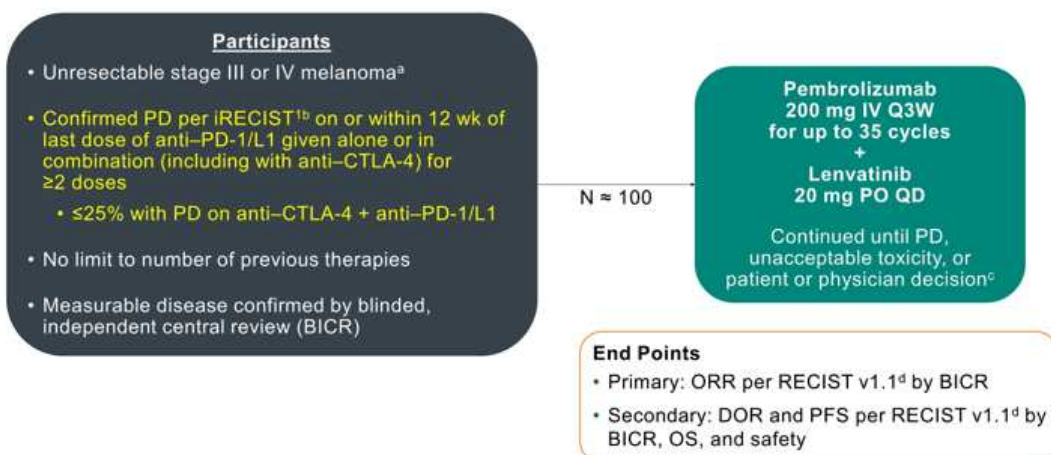 Participants
• Unresectable stage III or IV melanomaᵃ
• Confirmed PD per iRECIST¹ᵇ on or within 12 wk of
last dose of anti–PD-1/L1 given alone or in
combination (including with anti–CTLA-4) for
≥2 doses
• ≤25% with PD on anti–CTLA-4 + anti–PD-1/L1
• No limit to number of previous therapies
• Measurable disease confirmed by blinded,
independent central review (BICR)
N ≈ 100
Pembrolizumab
200 mg IV Q3W
for up to 35 cycles
+
Lenvatinib
20 mg PO QD
Continued until PD,
unacceptable toxicity, or
patient or physician decisionᶜ
End Points
• Primary: ORR per RECIST v1.1ᵈ by BICR
• Secondary: DOR and PFS per RECIST v1.1ᵈ by
BICR, OS, and safety